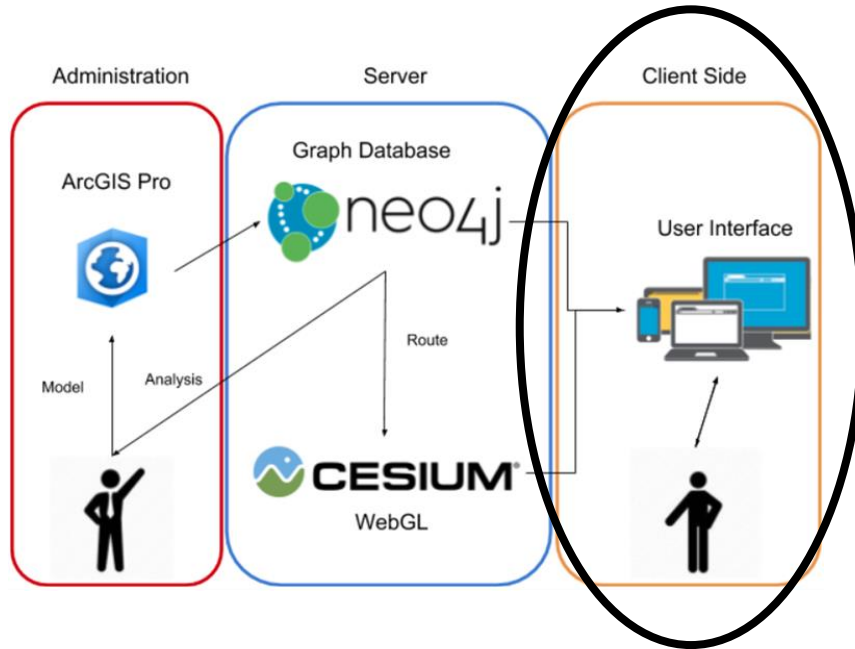 Administration
Server
Client Side
ArcGIS Pro
Model
Analysis
Graph Database
neo4j
Route
CESIUM®
WebGL
User Interface